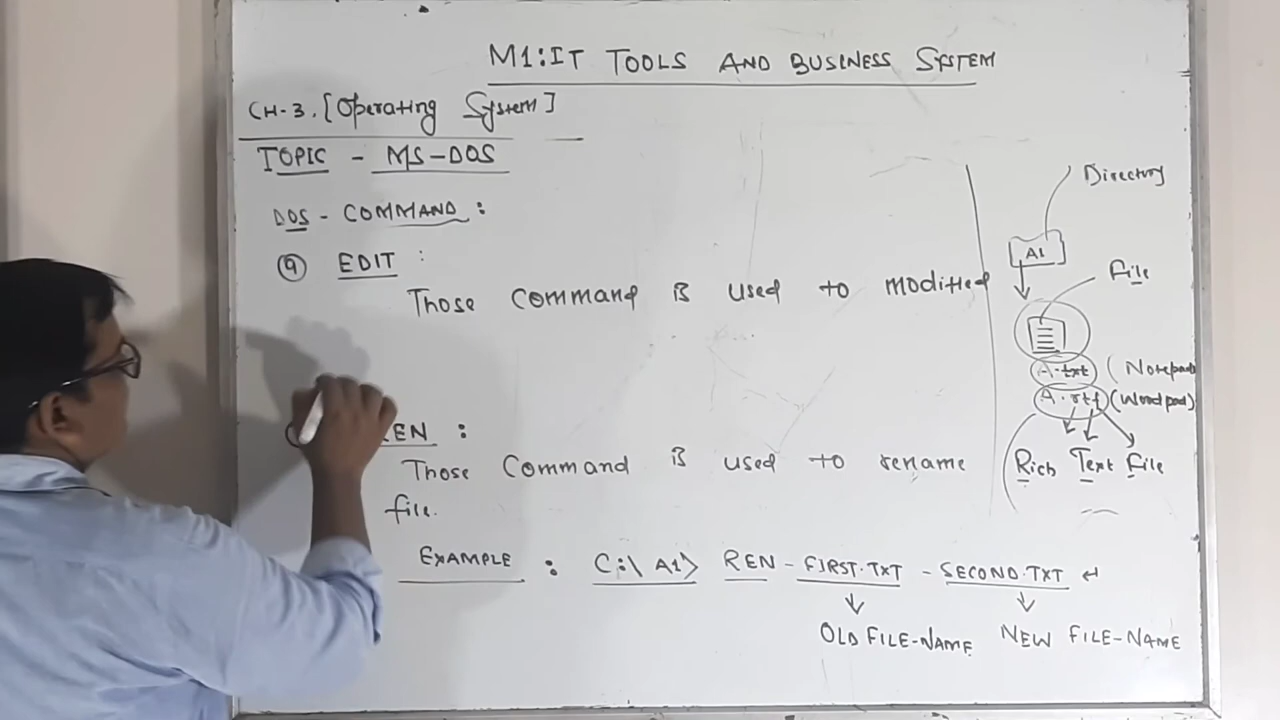 M1:IT TOOLS AND BUSINESS SYSTEM
CH-3.[Operating System]
TOPIC - MS-DOS
DOS - COMMAND :
9 EDIT :
Those Command is used to modified
REN :
Those Command is used to rename
file.
EXAMPLE : C:\ A1> REN - FIRST.TXT - SECOND.TXT ↵
OLD FILE-NAME NEW FILE-NAME
Directory
A1
File
A.txt (Notepad
A.rtf (Wordpad)
Rich Text File